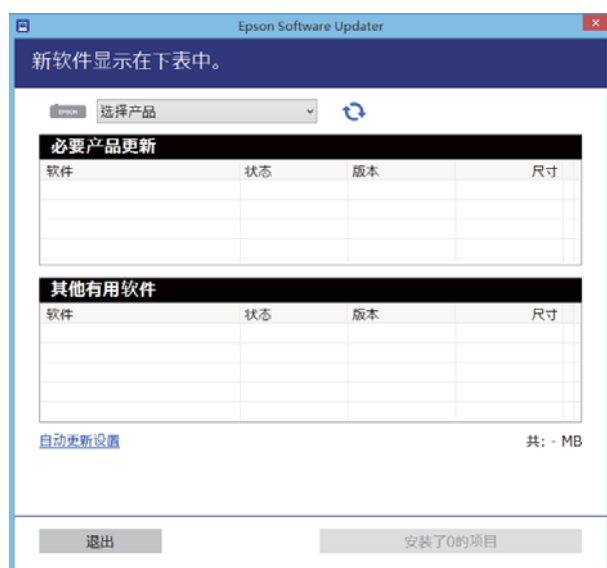 Epson Software Updater
新软件显示在下表中。
EPSON 选择产品
必要产品更新
软件 状态 版本 尺寸
其他有用软件
软件 状态 版本 尺寸
自动更新设置 共: - MB
退出 安装了0的项目